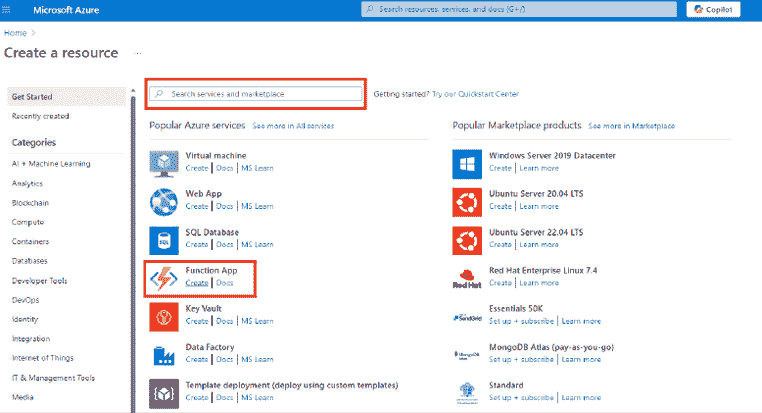 Microsoft Azure
Search resources, services, and docs (G+/)
Copilot
Home >
Create a resource ...
Get Started
Recently created
Categories
AI + Machine Learning
Analytics
Blockchain
Compute
Containers
Databases
Developer Tools
DevOps
Identity
Integration
Internet of Things
IT & Management Tools
Media
Search services and marketplace
Getting started? Try our Quickstart Center
Popular Azure services See more in All services
Virtual machine
Create | Docs | MS Learn
Web App
Create | Docs | MS Learn
SQL
SQL Database
Create | Docs | MS Learn
Function App
Create | Docs
Key Vault
Create | Docs | MS Learn
Data Factory
Create | Docs | MS Learn
Template deployment (deploy using custom templates)
Create | Docs | MS Learn
Popular Marketplace products See more in Marketplace
Windows Server 2019 Datacenter
Create | Learn more
Ubuntu Server 20.04 LTS
Create | Learn more
Ubuntu Server 22.04 LTS
Create | Learn more
Red Hat
Red Hat Enterprise Linux 7.4
Create | Learn more
SendGrid
Essentials 50K
Set up + subscribe | Learn more
MongoDB Atlas (pay-as-you-go)
Set up + subscribe | Learn more
Standard
Set up + subscribe | Learn more